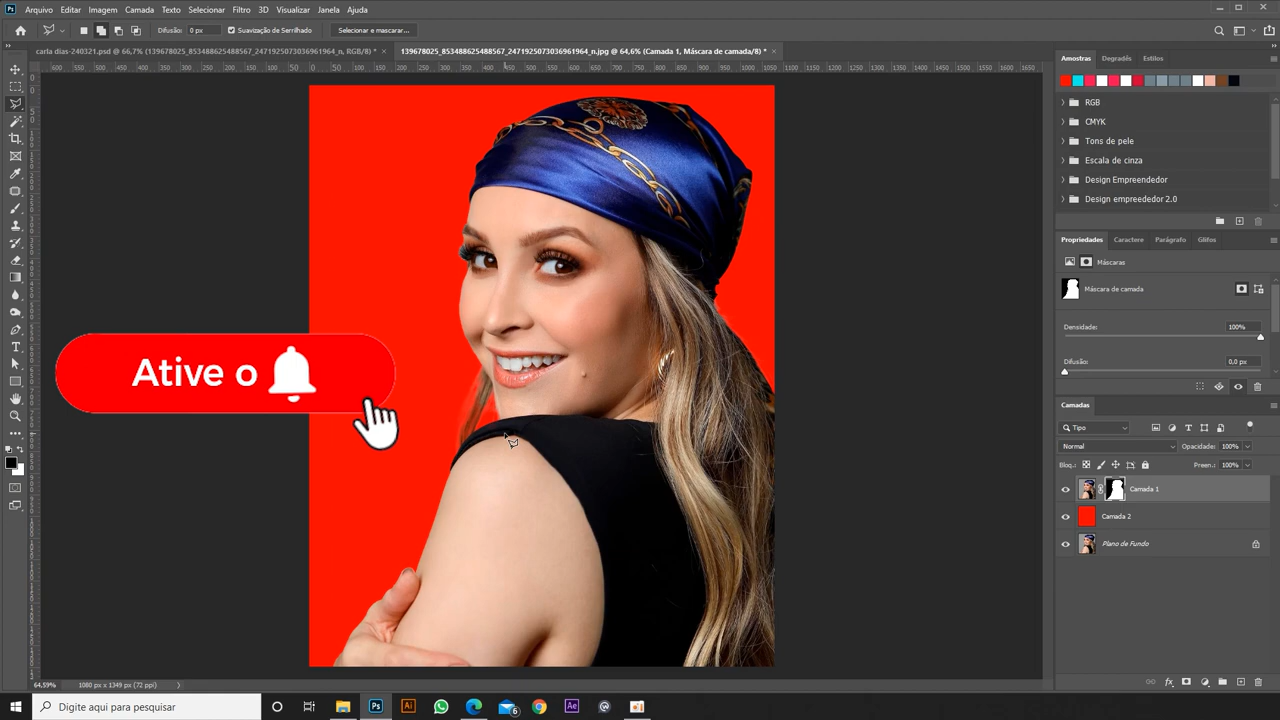 Arquivo Editar Imagem Camada Texto Selecionar Filtro 3D Visualizar Janela Ajuda
Difusão: 0 px Suavização de Serrilhado Selecionar e mascarar...
carla dias-240321.psd @ 66,7% (139678025_853488625488567_2471925073036961964_n, RGB/8) * × 139678025_853488625488567_2471925073036961964_n.jpg @ 64,6% (Camada 1, Máscara de camada/8) * ×
Amostras Degradês Estilos
RGB
CMYK
Tons de pele
Escala de cinza
Design Empreendedor
Design empreededor 2.0
Propriedades Caractere Parágrafo Glifos
Máscaras
Máscara de camada
Densidade: 100%
Difusão: 0,0 px
Ative o
Camadas
Tipo
Normal Opacidade: 100%
Bloq.: Preen.: 100%
Camada 1
Camada 2
Plano de Fundo
64,59% 1080 px x 1349 px (72 ppi)
Digite aqui para pesquisar
Ps Ai Ae 6